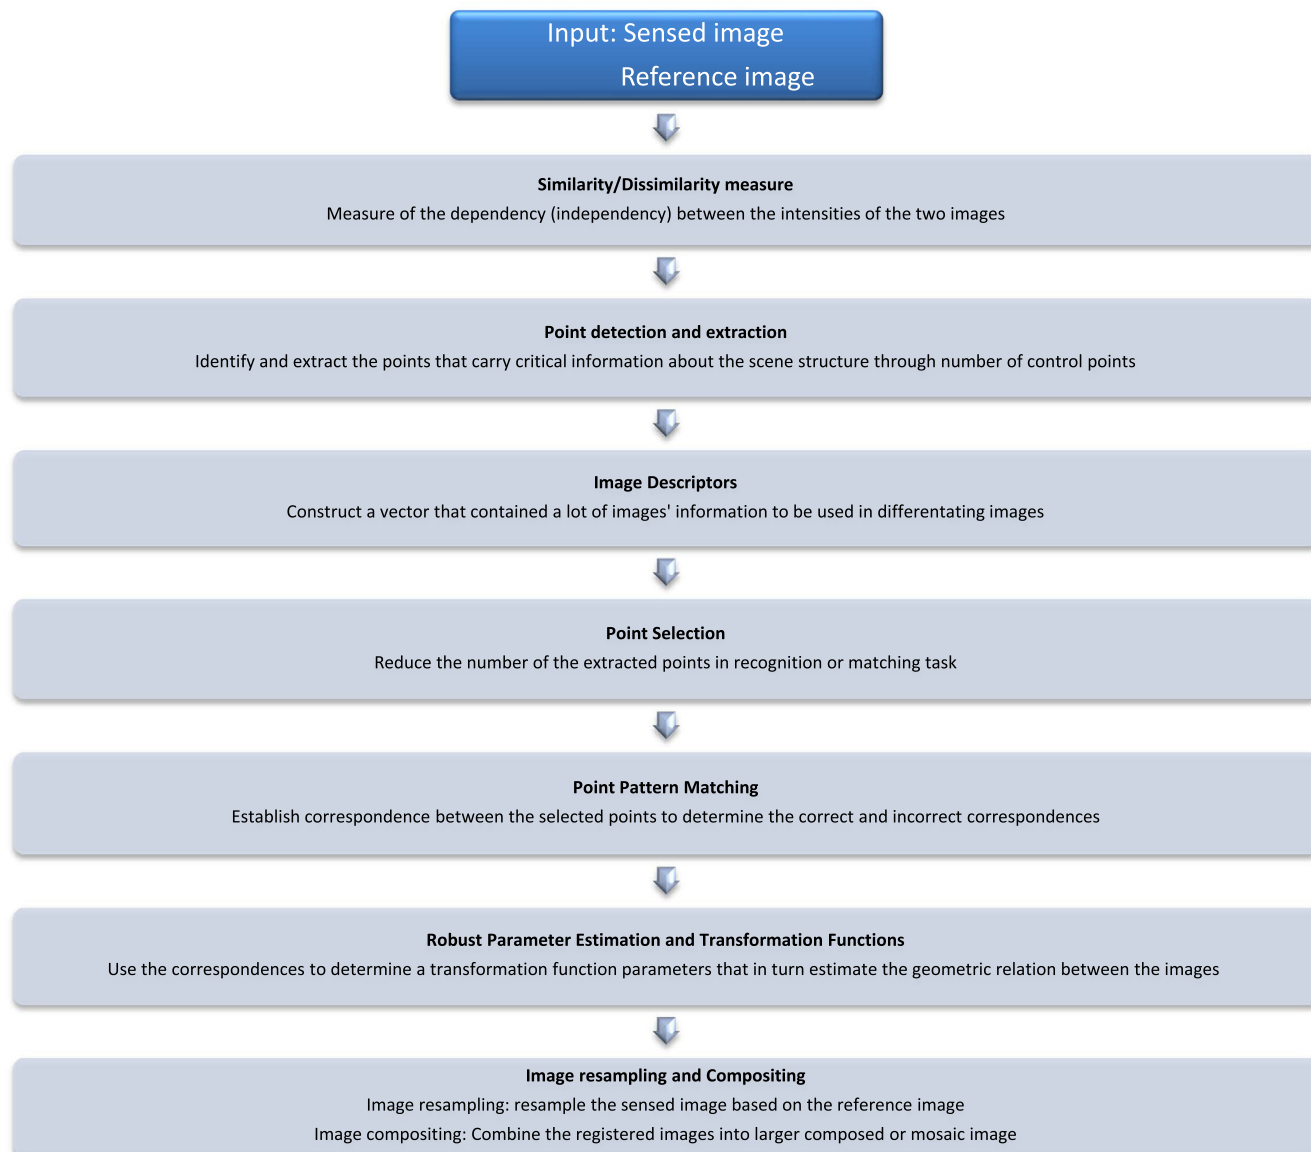 Input: Sensed image
Reference image
Similarity/Dissimilarity measure
Measure of the dependency (independency) between the intensities of the two images
Point detection and extraction
Identify and extract the points that carry critical information about the scene structure through number of control points
Image Descriptors
Construct a vector that contained a lot of images' information to be used in differentating images
Point Selection
Reduce the number of the extracted points in recognition or matching task
Point Pattern Matching
Establish correspondence between the selected points to determine the correct and incorrect correspondences
Robust Parameter Estimation and Transformation Functions
Use the correspondences to determine a transformation function parameters that in turn estimate the geometric relation between the images
Image resampling and Compositing
Image resampling: resample the sensed image based on the reference image
Image compositing: Combine the registered images into larger composed or mosaic image